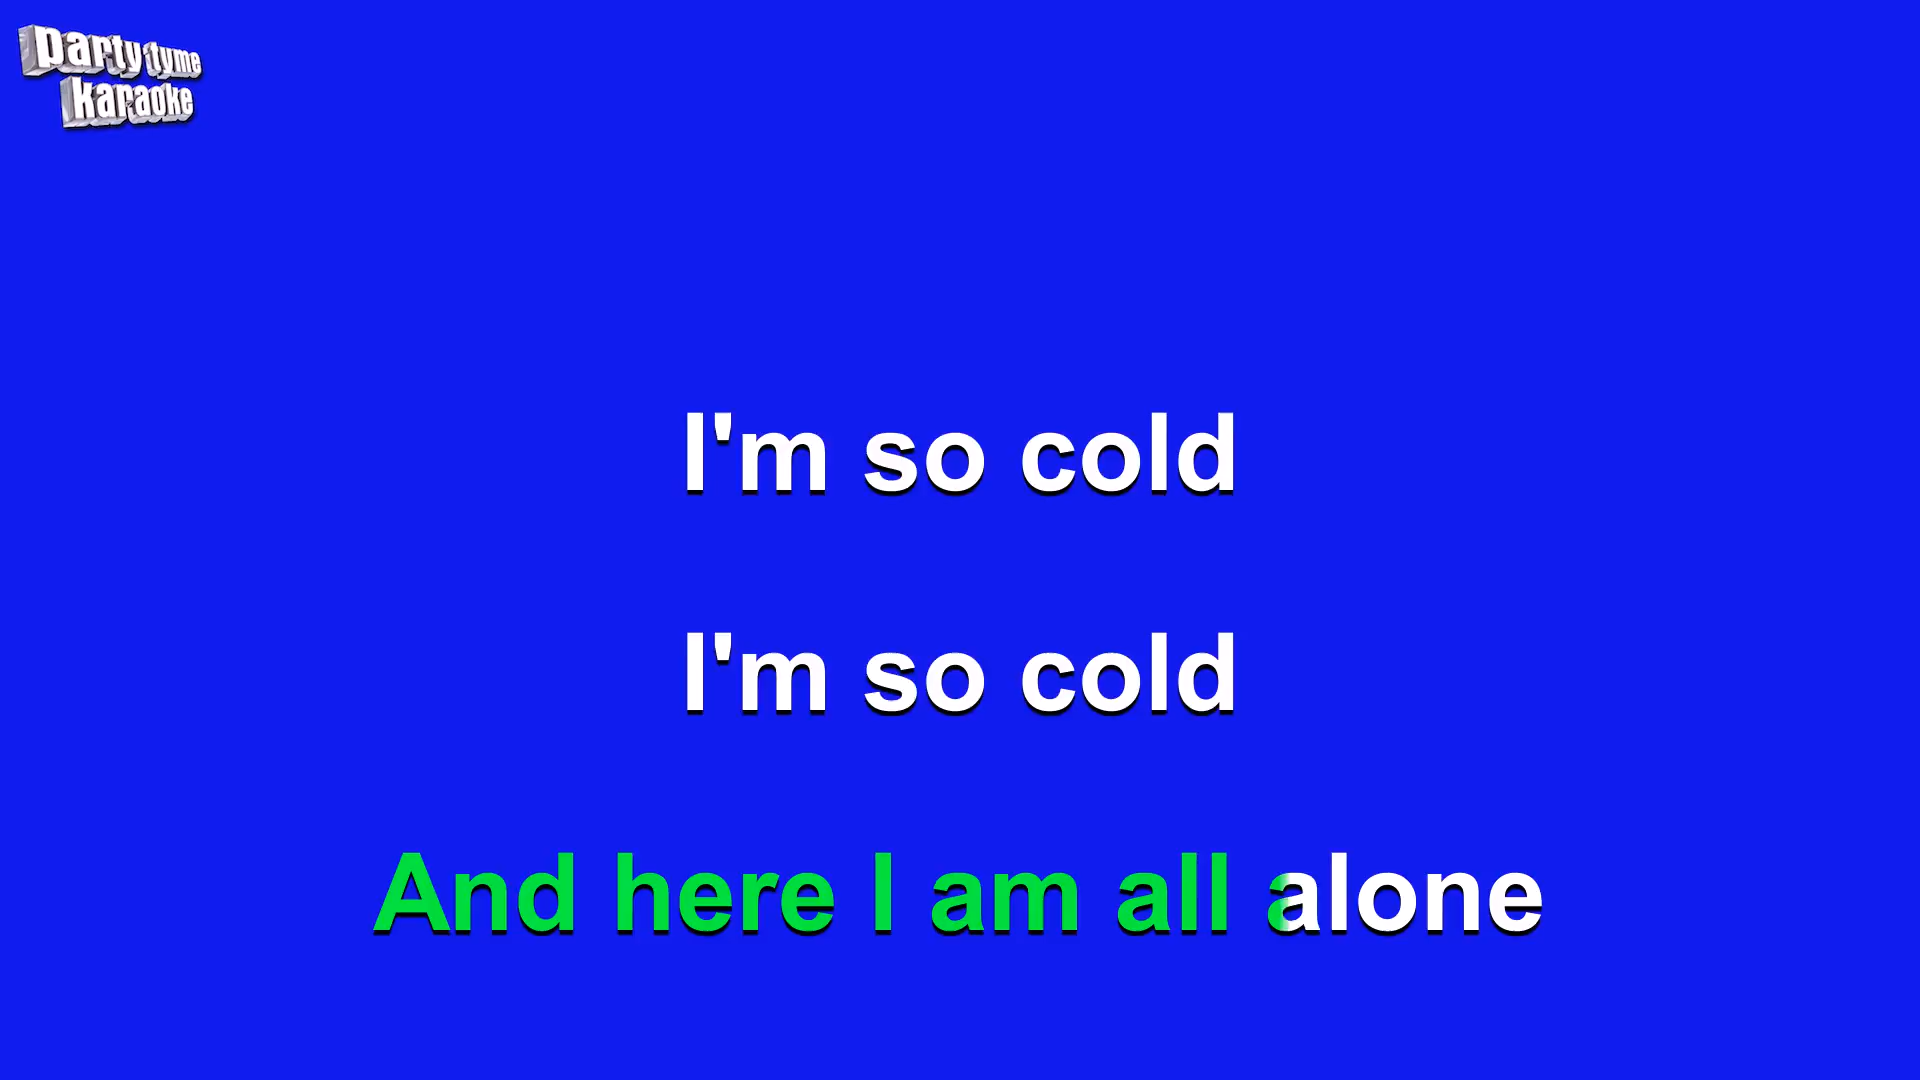 party tyme
karaoke
I'm so cold
I'm so cold
And here I am all alone